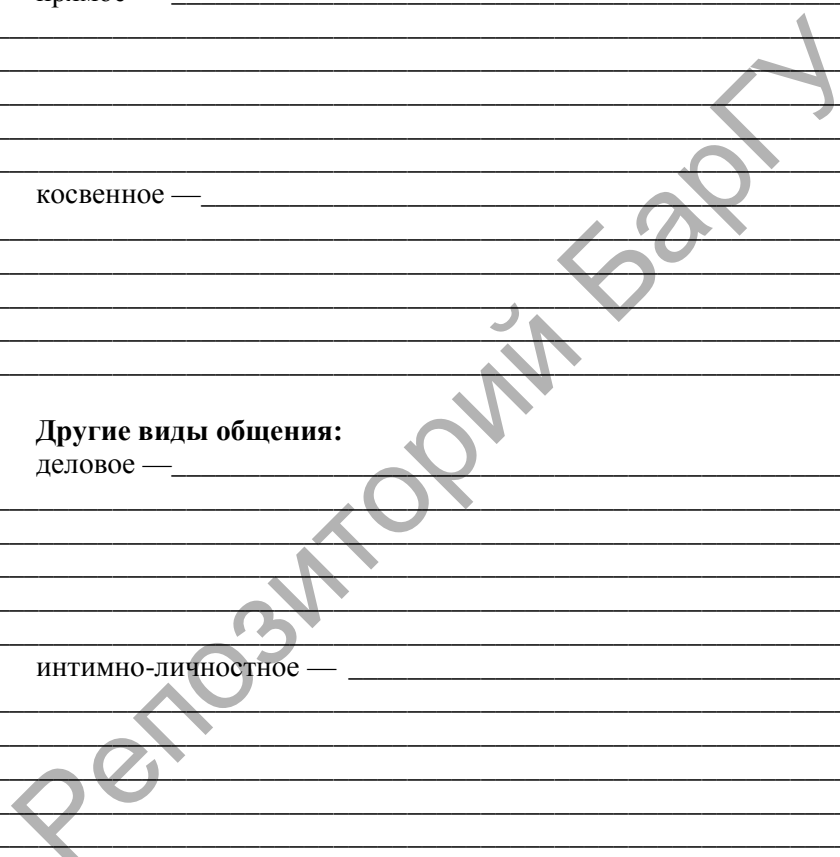 косвенное —
Другие виды общения:
деловое —
интимно-личностное —
Репозиторий БарГУ